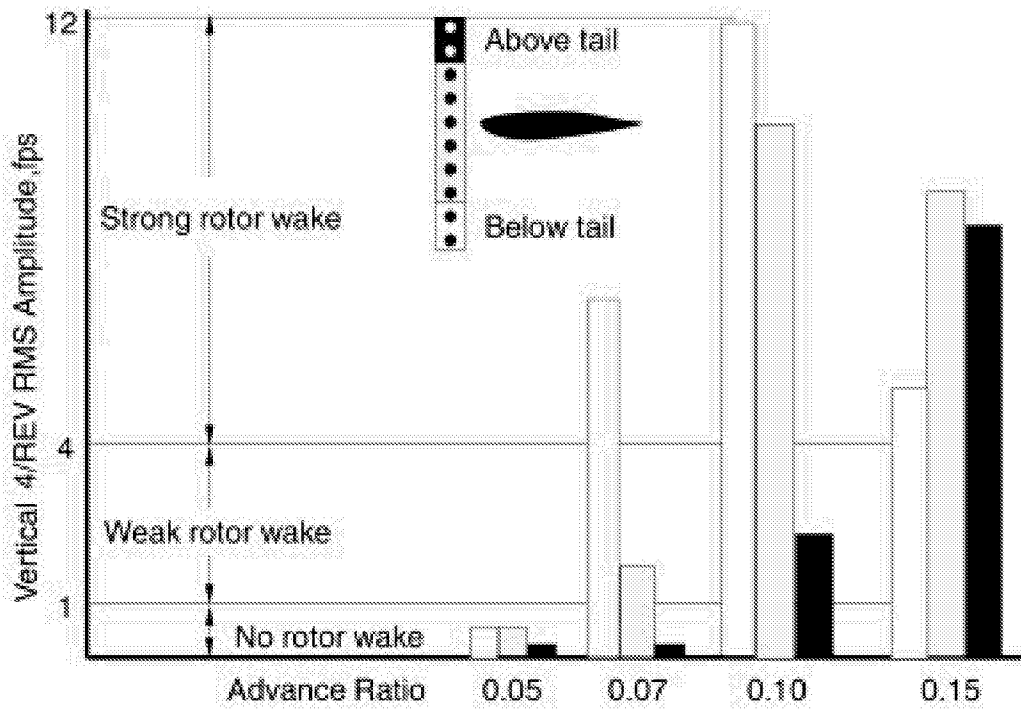 12
Above tail
Strong rotor wake
Below tail
Vertical 4/REV RMS Amplitude,fps
4
Weak rotor wake
1
No rotor wake
Advance Ratio 0.05 0.07 0.10 0.15